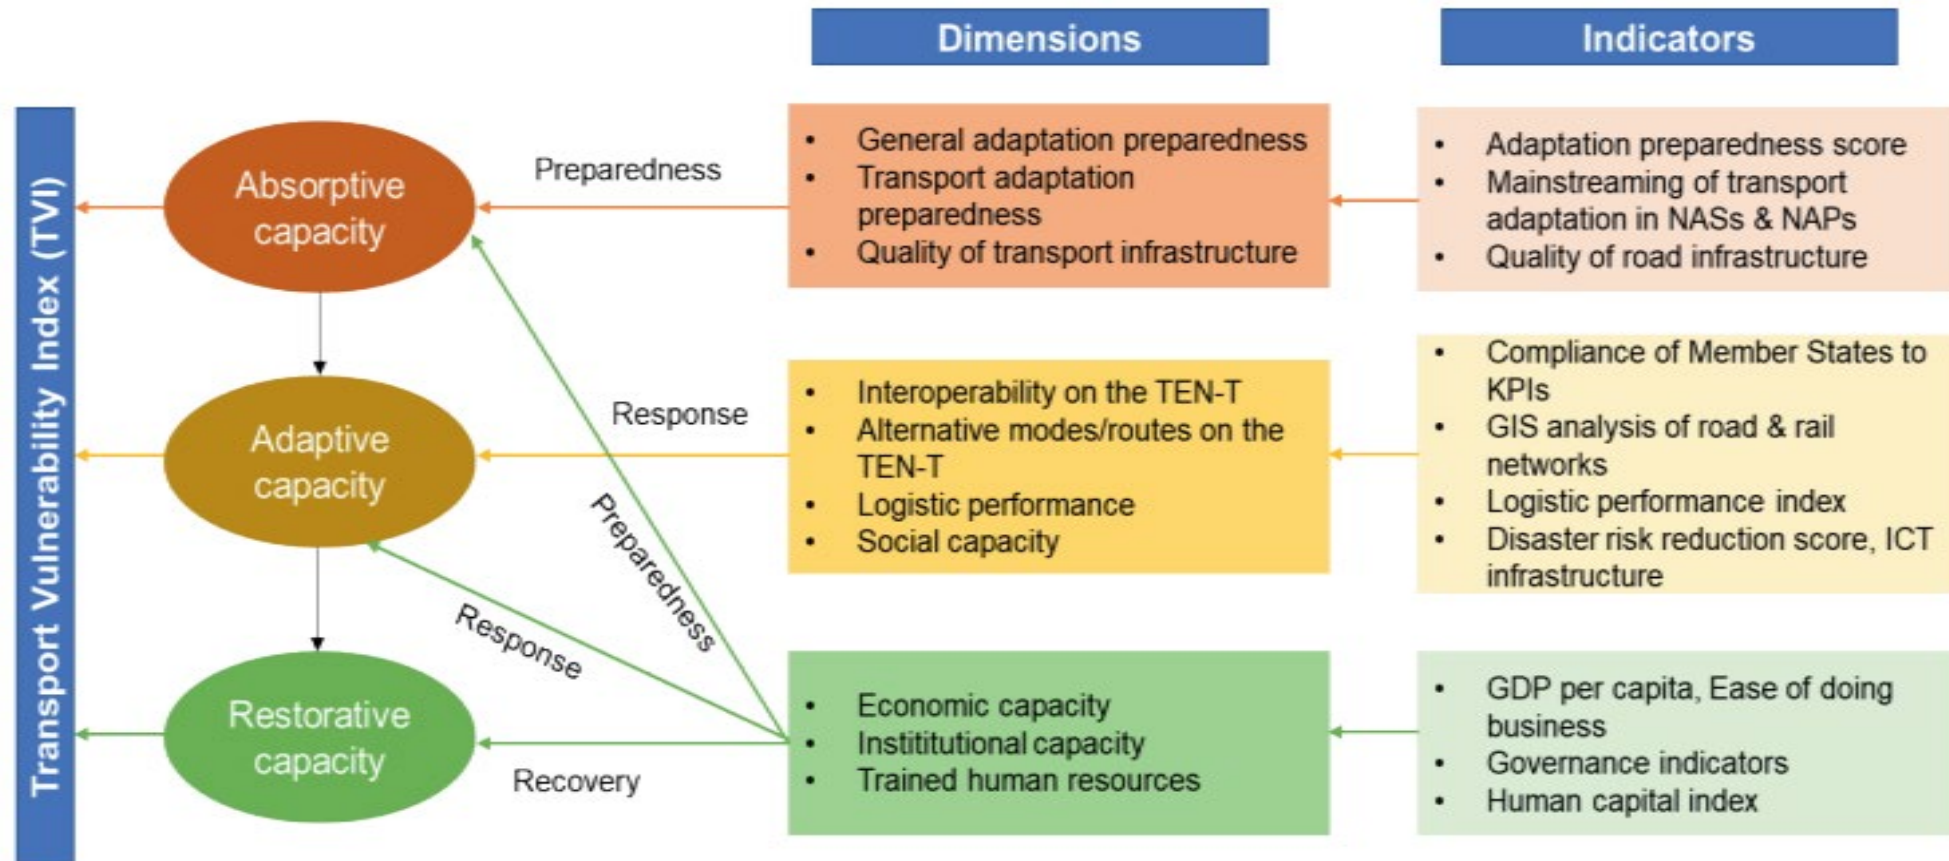 Dimensions
Indicators
Transport Vulnerability Index (TVI)
Absorptive
capacity
Preparedness
• General adaptation preparedness
• Transport adaptation
preparedness
• Quality of transport infrastructure
• Adaptation preparedness score
• Mainstreaming of transport
adaptation in NASs & NAPs
• Quality of road infrastructure
Adaptive
capacity
Response
• Interoperability on the TEN-T
• Alternative modes/routes on the
TEN-T
• Logistic performance
• Social capacity
• Compliance of Member States to
KPIs
• GIS analysis of road & rail
networks
• Logistic performance index
• Disaster risk reduction score, ICT
infrastructure
Preparedness
Response
Restorative
capacity
Recovery
• Economic capacity
• Instititutional capacity
• Trained human resources
• GDP per capita, Ease of doing
business
• Governance indicators
• Human capital index